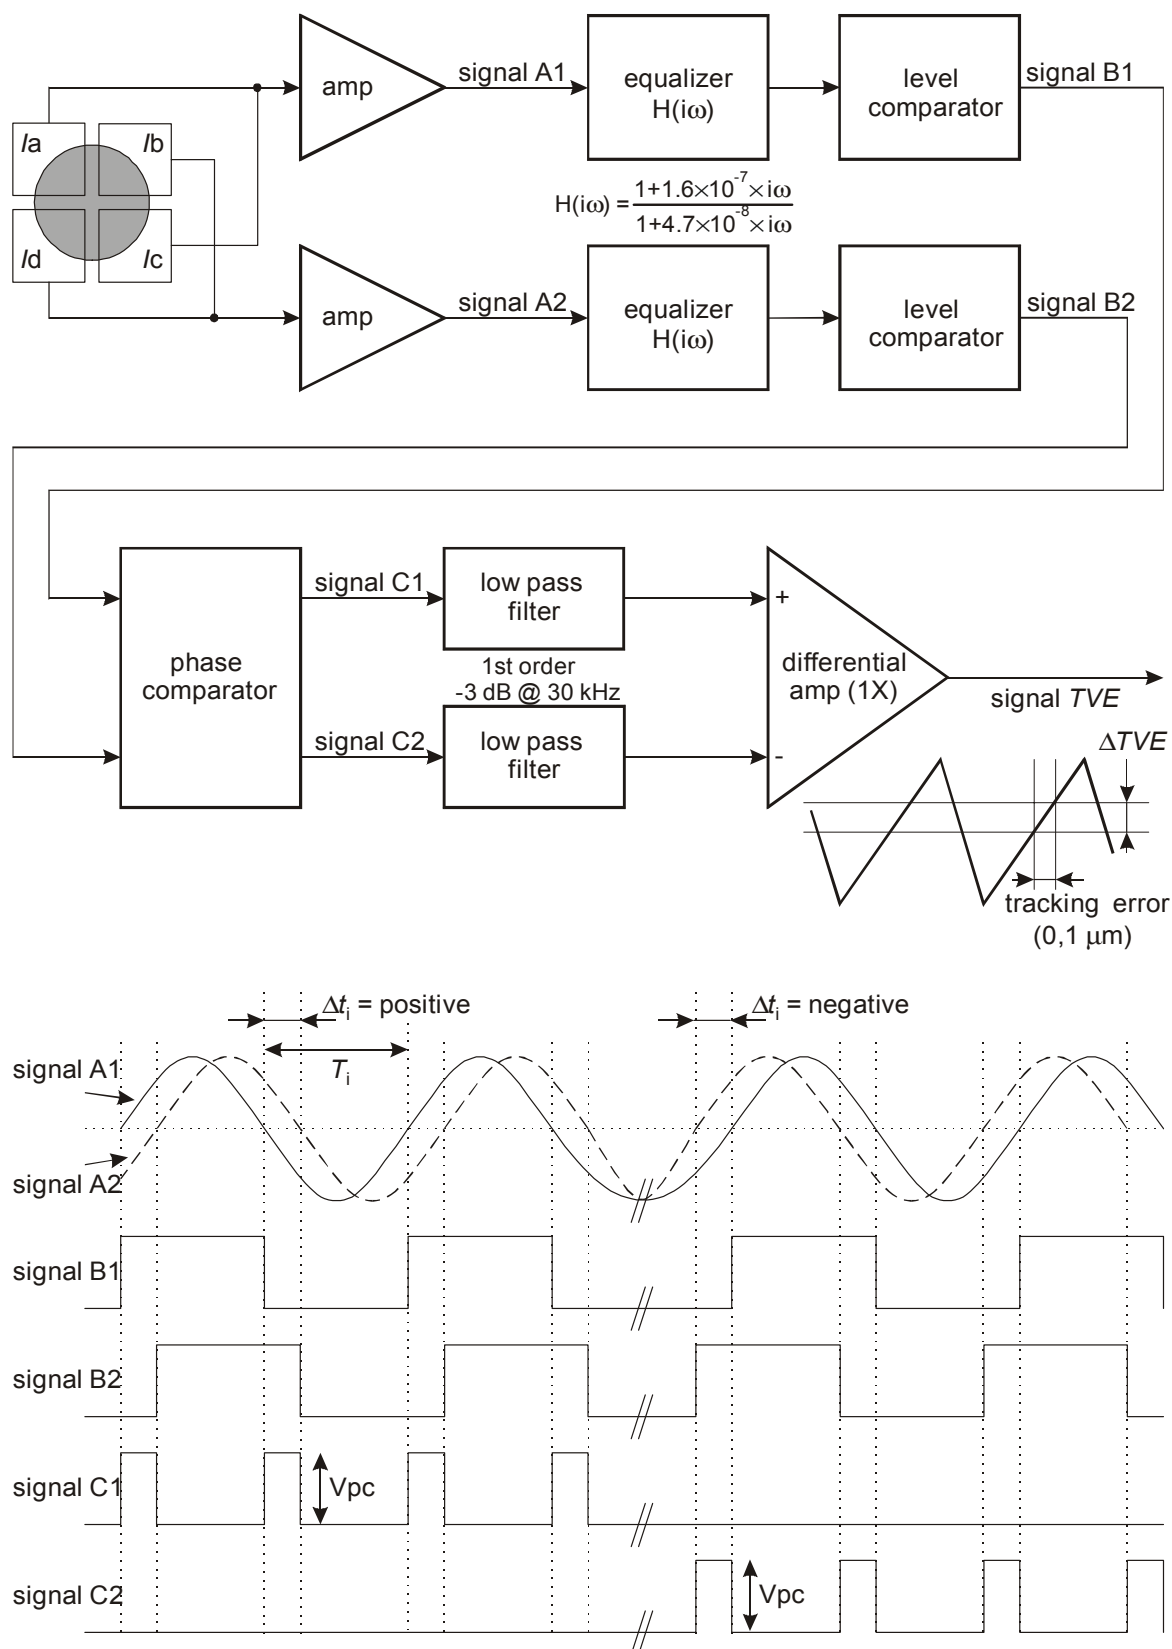 amp
signal A1
equalizer
H(iω)
level
comparator
signal B1
Ia
Ib
Id
Ic
H(iω) = 1+1.6×10⁻⁷×iω
1+4.7×10⁻⁸×iω
amp
signal A2
equalizer
H(iω)
level
comparator
signal B2
phase
comparator
signal C1
low pass
filter
1st order
-3 dB @ 30 kHz
signal C2
low pass
filter
+
-
differential
amp (1X)
signal TVE
ΔTVE
tracking error
(0,1 μm)
Δtᵢ = positive
Δtᵢ = negative
Tᵢ
signal A1
signal A2
signal B1
signal B2
signal C1
Vpc
signal C2
Vpc